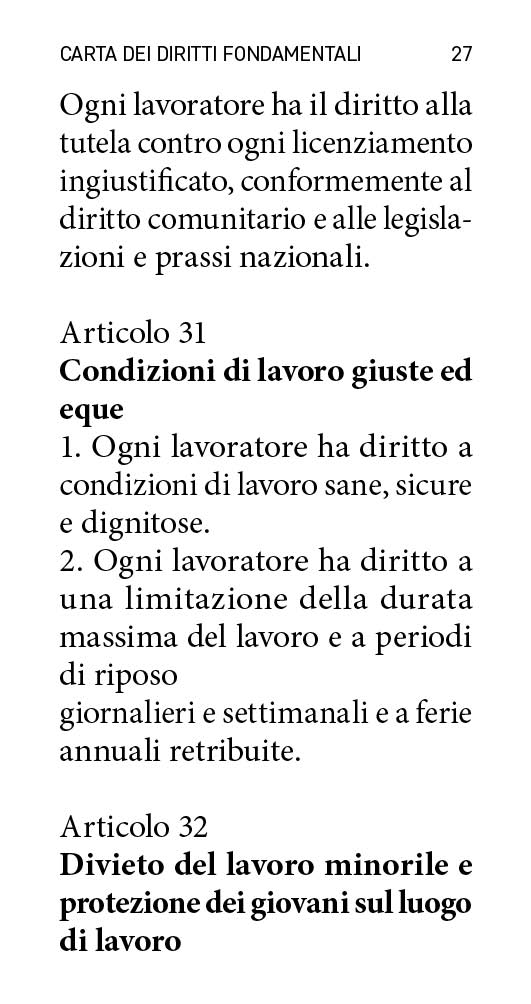 CARTA DEI DIRITTI FONDAMENTALI 27
Ogni lavoratore ha il diritto alla
tutela contro ogni licenziamento
ingiustificato, conformemente al
diritto comunitario e alle legisla-
zioni e prassi nazionali.
Articolo 31
Condizioni di lavoro giuste ed
eque
1. Ogni lavoratore ha diritto a
condizioni di lavoro sane, sicure
e dignitose.
2. Ogni lavoratore ha diritto a
una limitazione della durata
massima del lavoro e a periodi
di riposo
giornalieri e settimanali e a ferie
annuali retribuite.
Articolo 32
Divieto del lavoro minorile e
protezione dei giovani sul luogo
di lavoro